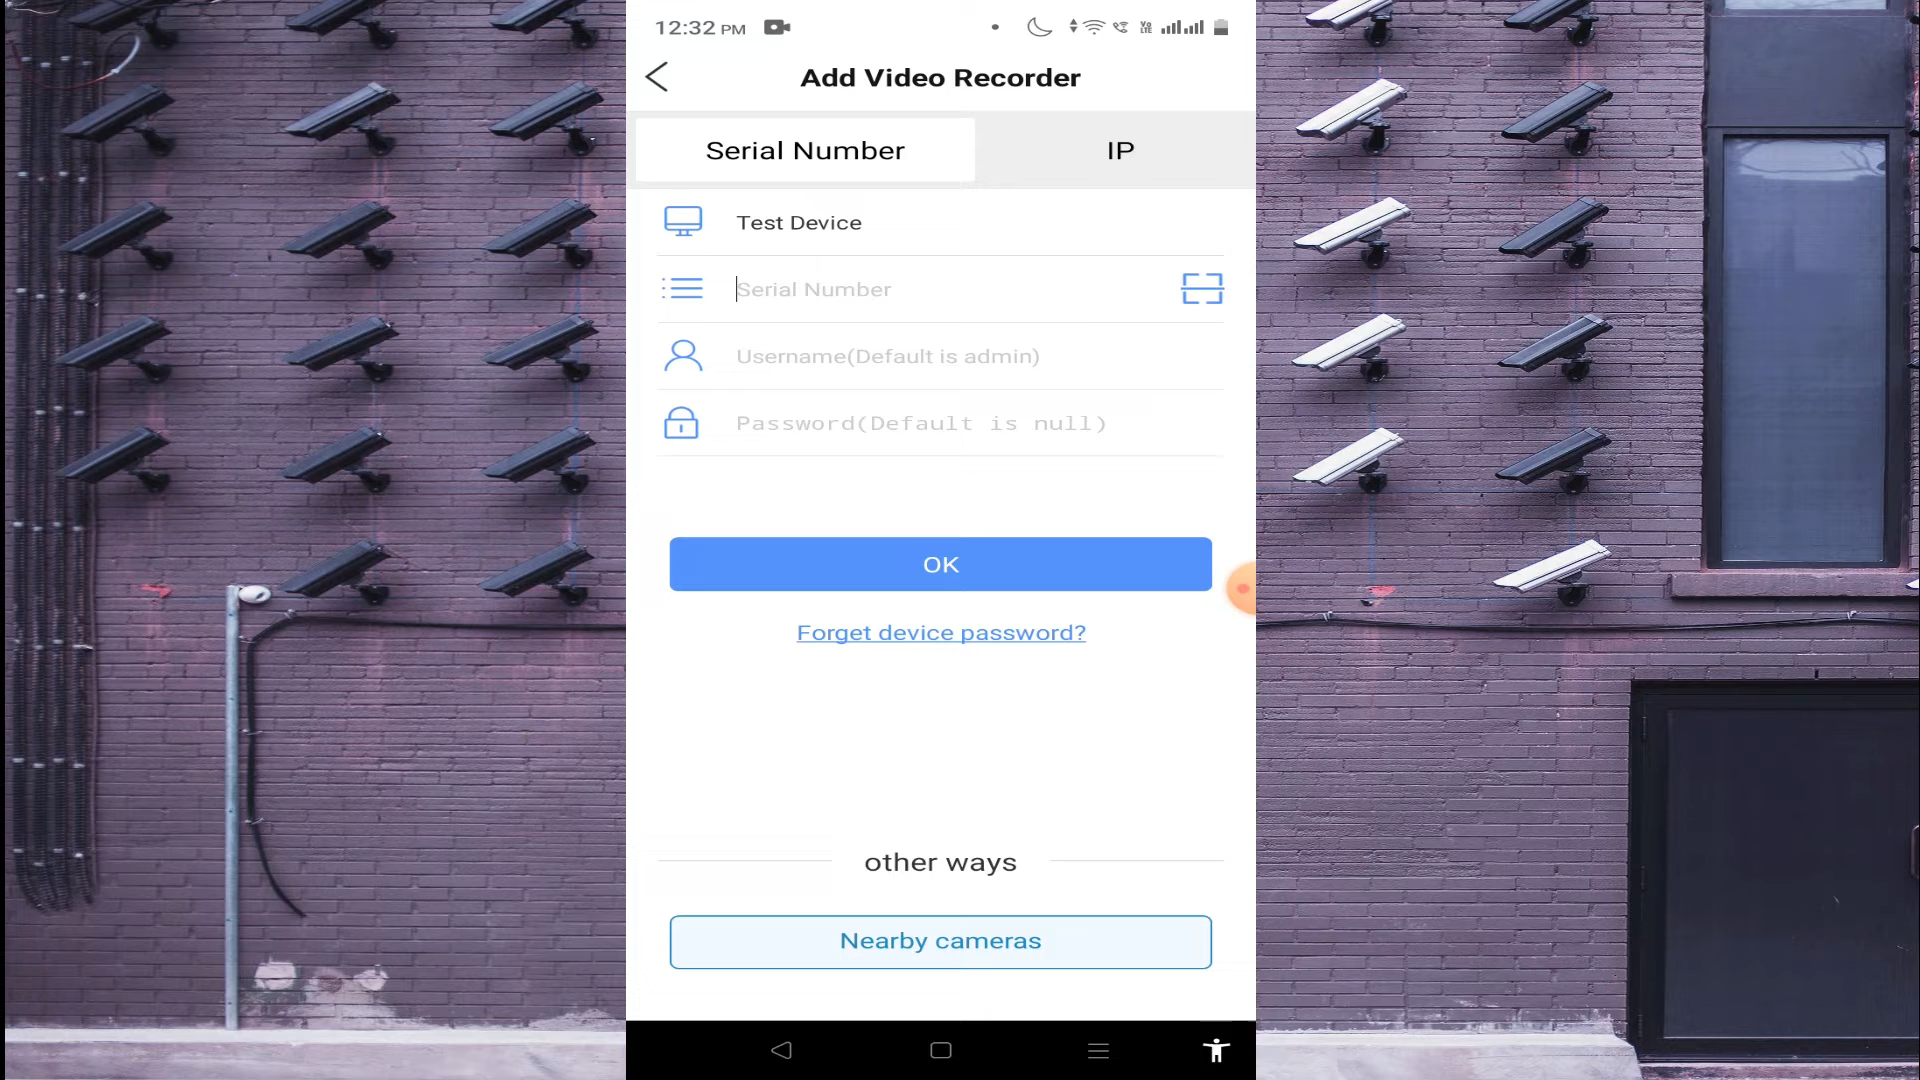 12:32 PM
Add Video Recorder
Serial Number
IP
Test Device
Serial Number
Username(Default is admin)
Password(Default is null)
OK
Forget device password?
other ways
Nearby cameras